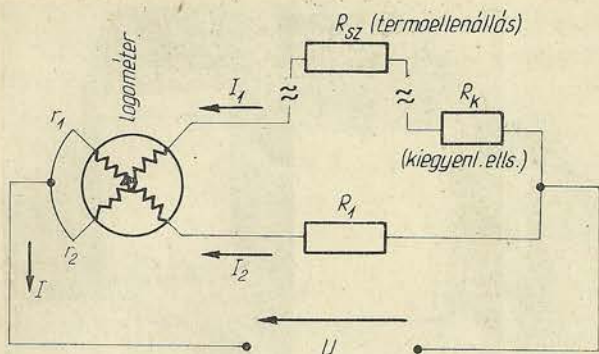 R_sz (termoellenállás)
logométer
I_1
r_1
≈
≈
R_k
(kiegyenl. ells.)
R_1
r_2
I_2
I
U